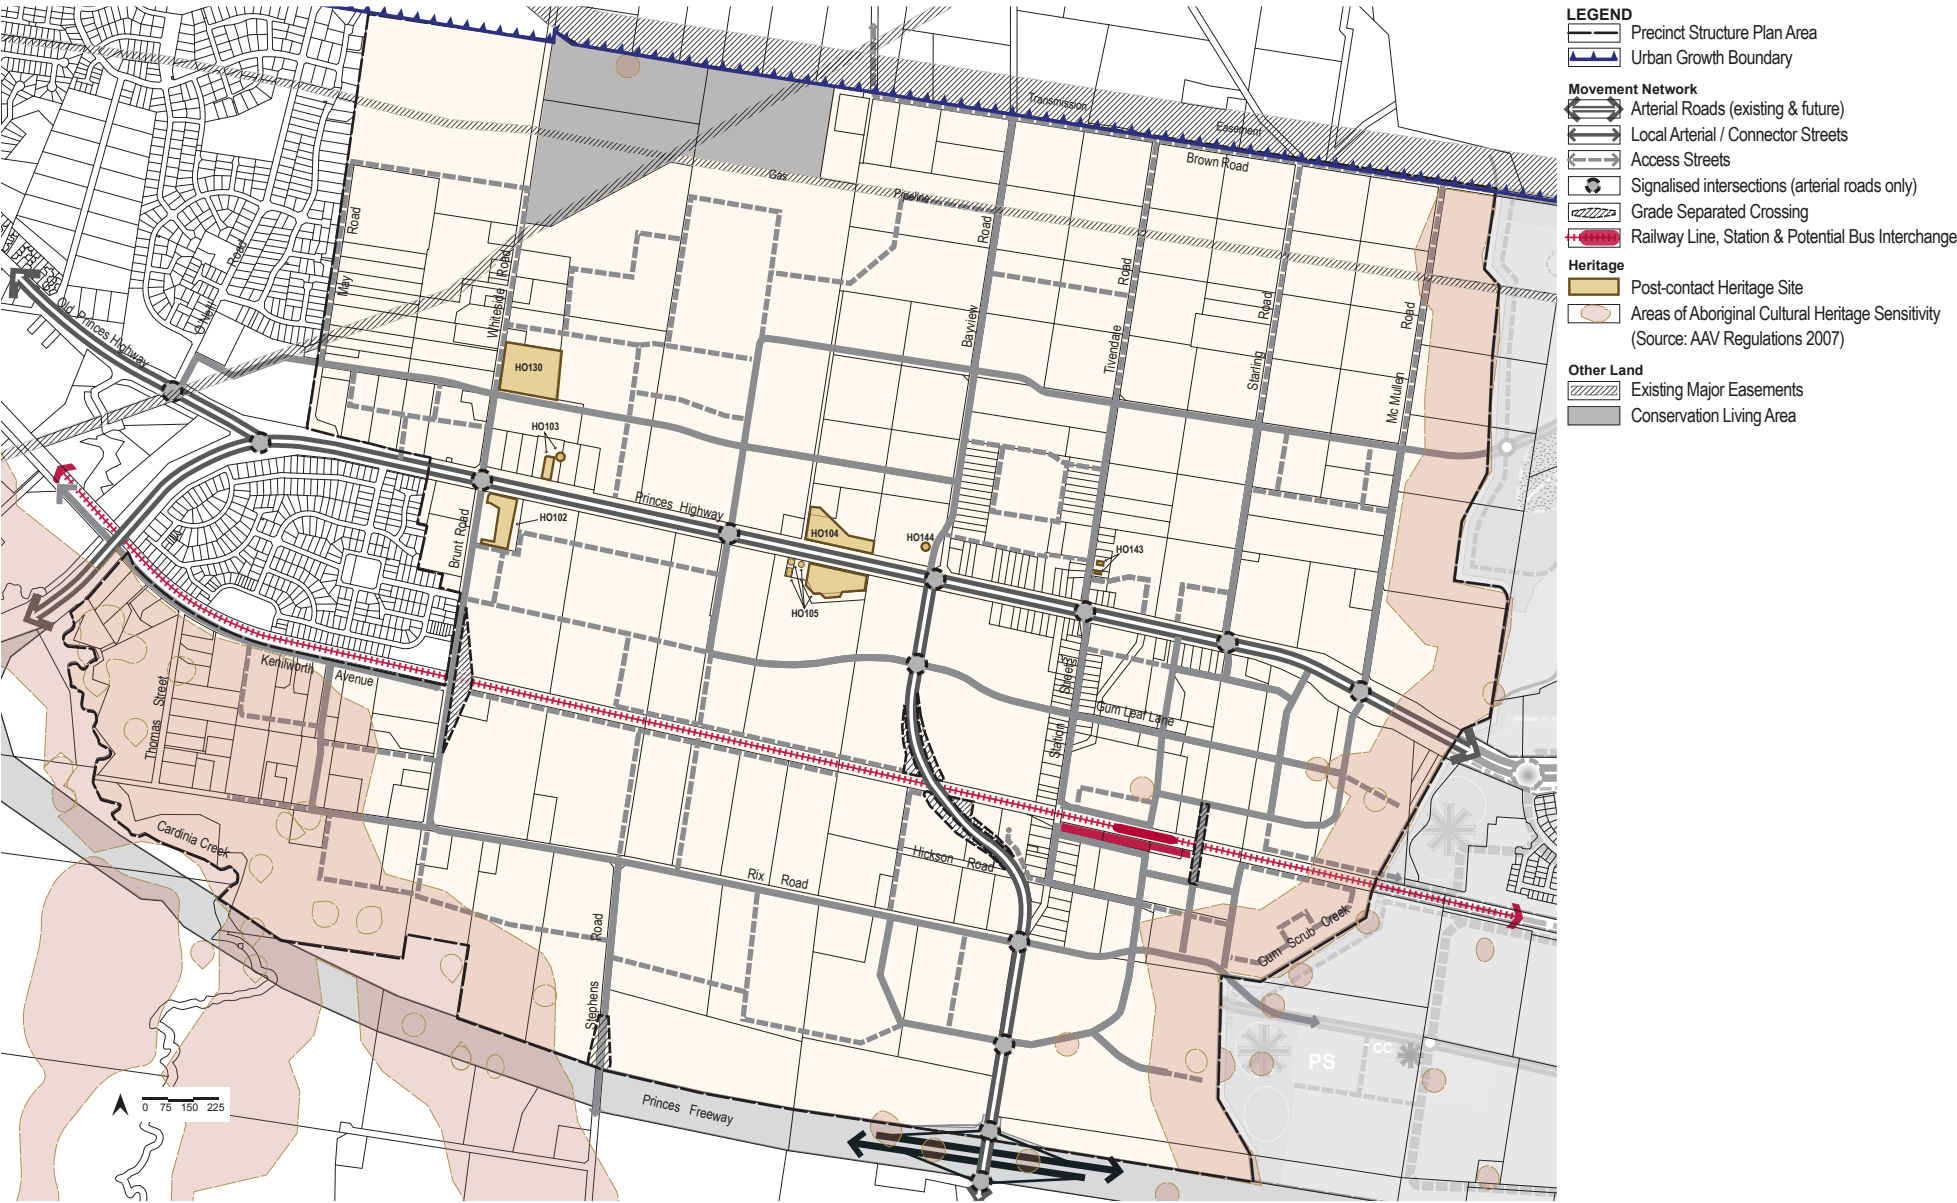 LEGEND
Precinct Structure Plan Area
Urban Growth Boundary
Movement Network
Arterial Roads (existing & future)
Local Arterial / Connector Streets
Access Streets
Signalised intersections (arterial roads only)
Grade Separated Crossing
Railway Line, Station & Potential Bus Interchange
Heritage
Post-contact Heritage Site
Areas of Aboriginal Cultural Heritage Sensitivity
(Source: AAV Regulations 2007)
Other Land
Existing Major Easements
Conservation Living Area
Transmission
Easement
Brown Road
Gas
Pipeline
May Road
O'Neil Road
Old Princes Highway
Whiteside Road
Bayview Road
Tivendale Road
Starling Road
Mc Mullen Road
HO130
HO103
HO102
Princes Highway
HO104
HO144
HO143
HO105
Brunt Road
Kenilworth Avenue
Thomas Street
Station Streets
Gum Leaf Lane
Cardinia Creek
Hickson Road
Rix Road
Gum Scrub Creek
Stephens Road
PS
CC
Princes Freeway
0 75 150 225